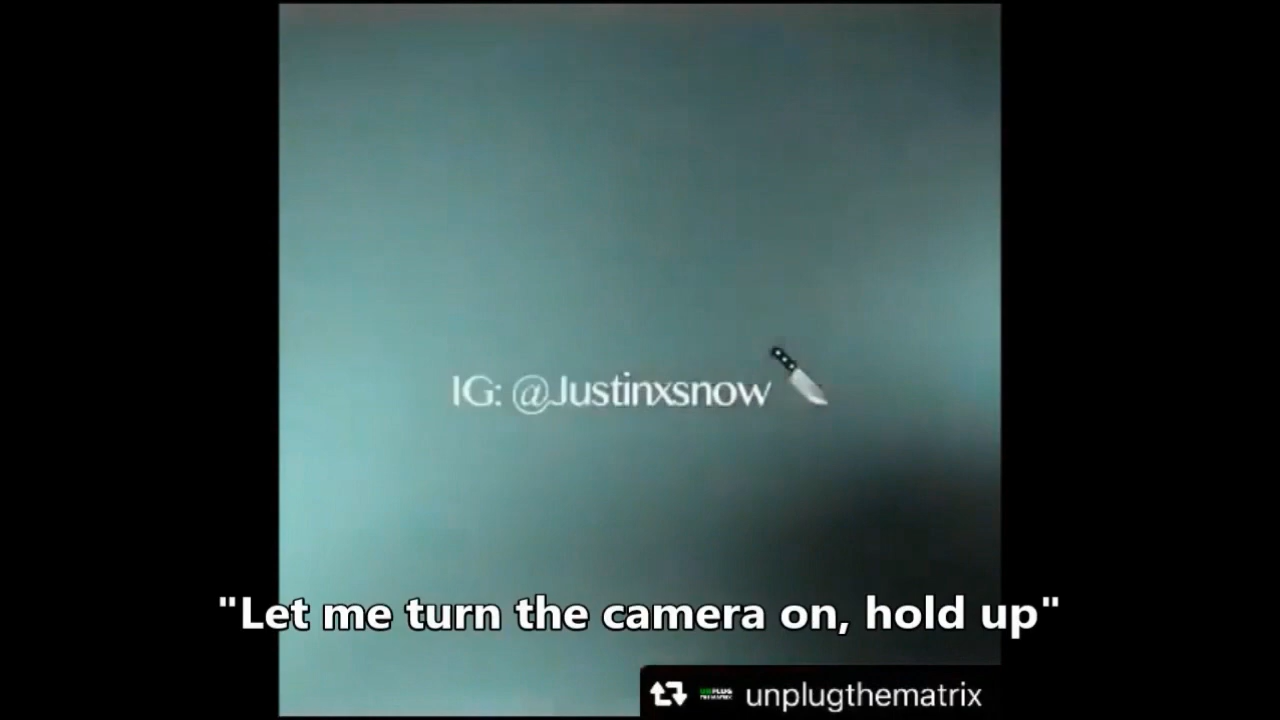 IG: @Justinxsnow
"Let me turn the camera on, hold up"
unplugthematrix